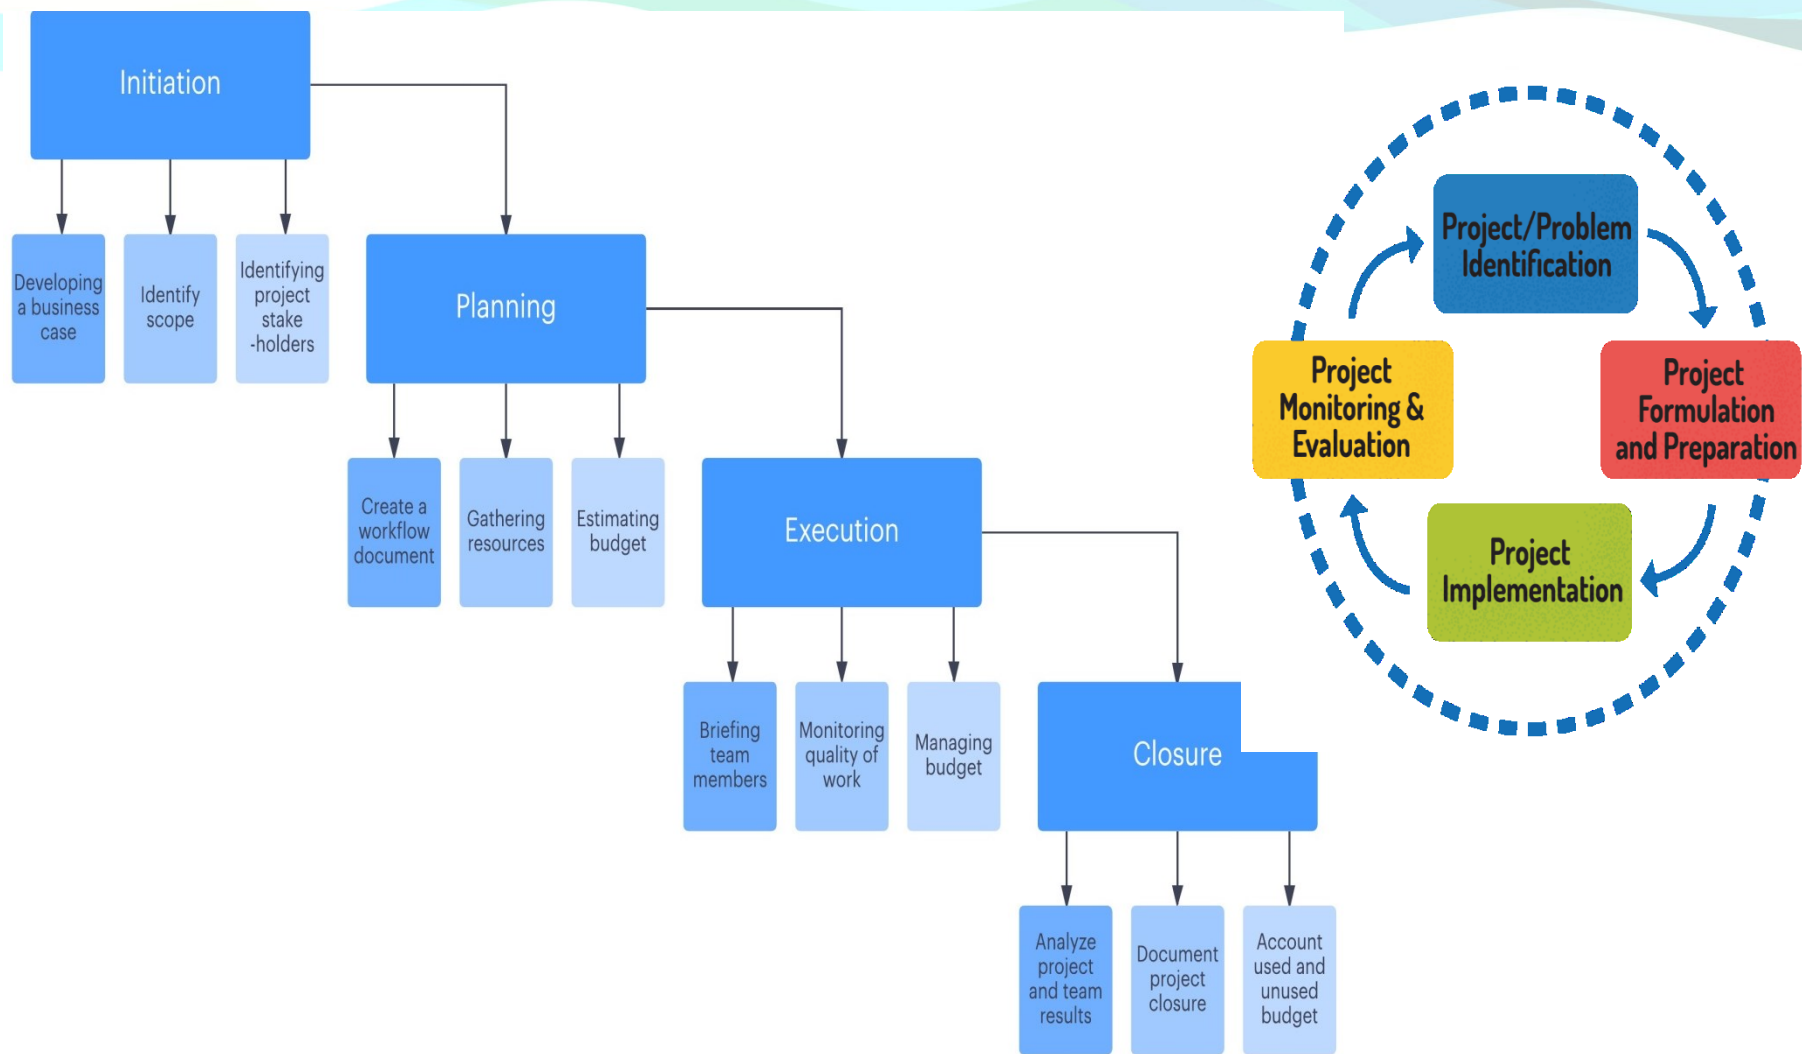 Initiation
Developing
a business
case
Identify
scope
Identifying
project
stake
-holders
Planning
Create a
workflow
document
Gathering
resources
Estimating
budget
Execution
Briefing
team
members
Monitoring
quality of
work
Managing
budget
Closure
Analyze
project
and team
results
Document
project
closure
Account
used and
unused
budget
Project/Problem
Identification
Project
Formulation
and Preparation
Project
Implementation
Project
Monitoring &
Evaluation